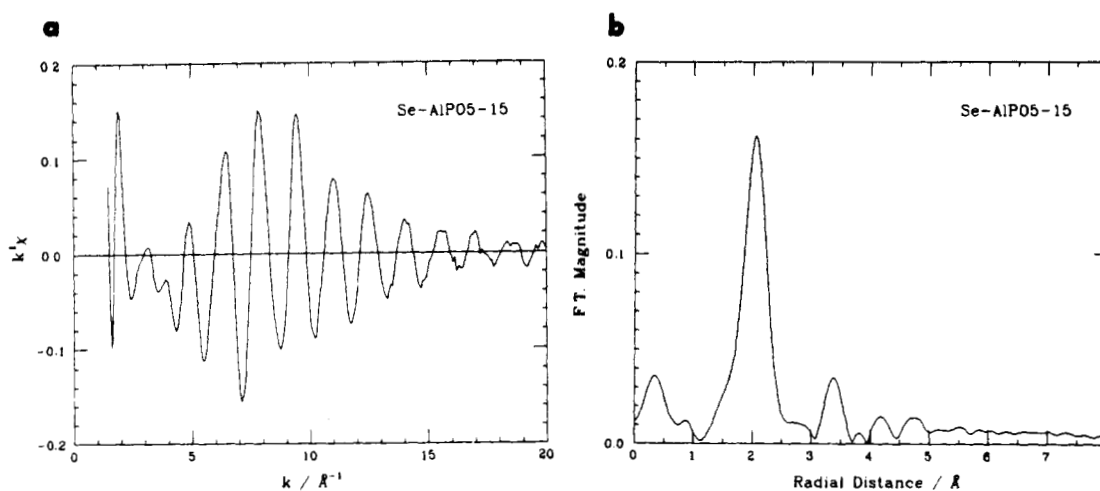 a
0.2
0.1
0.0
-0.1
-0.2
k¹χ
Se-AlPO5-15
0
5
10
15
20
k / Å⁻¹
b
0.2
0.1
0.0
F.T. Magnitude
Se-AlPO5-15
0
1
2
3
4
5
6
7
Radial Distance / Å